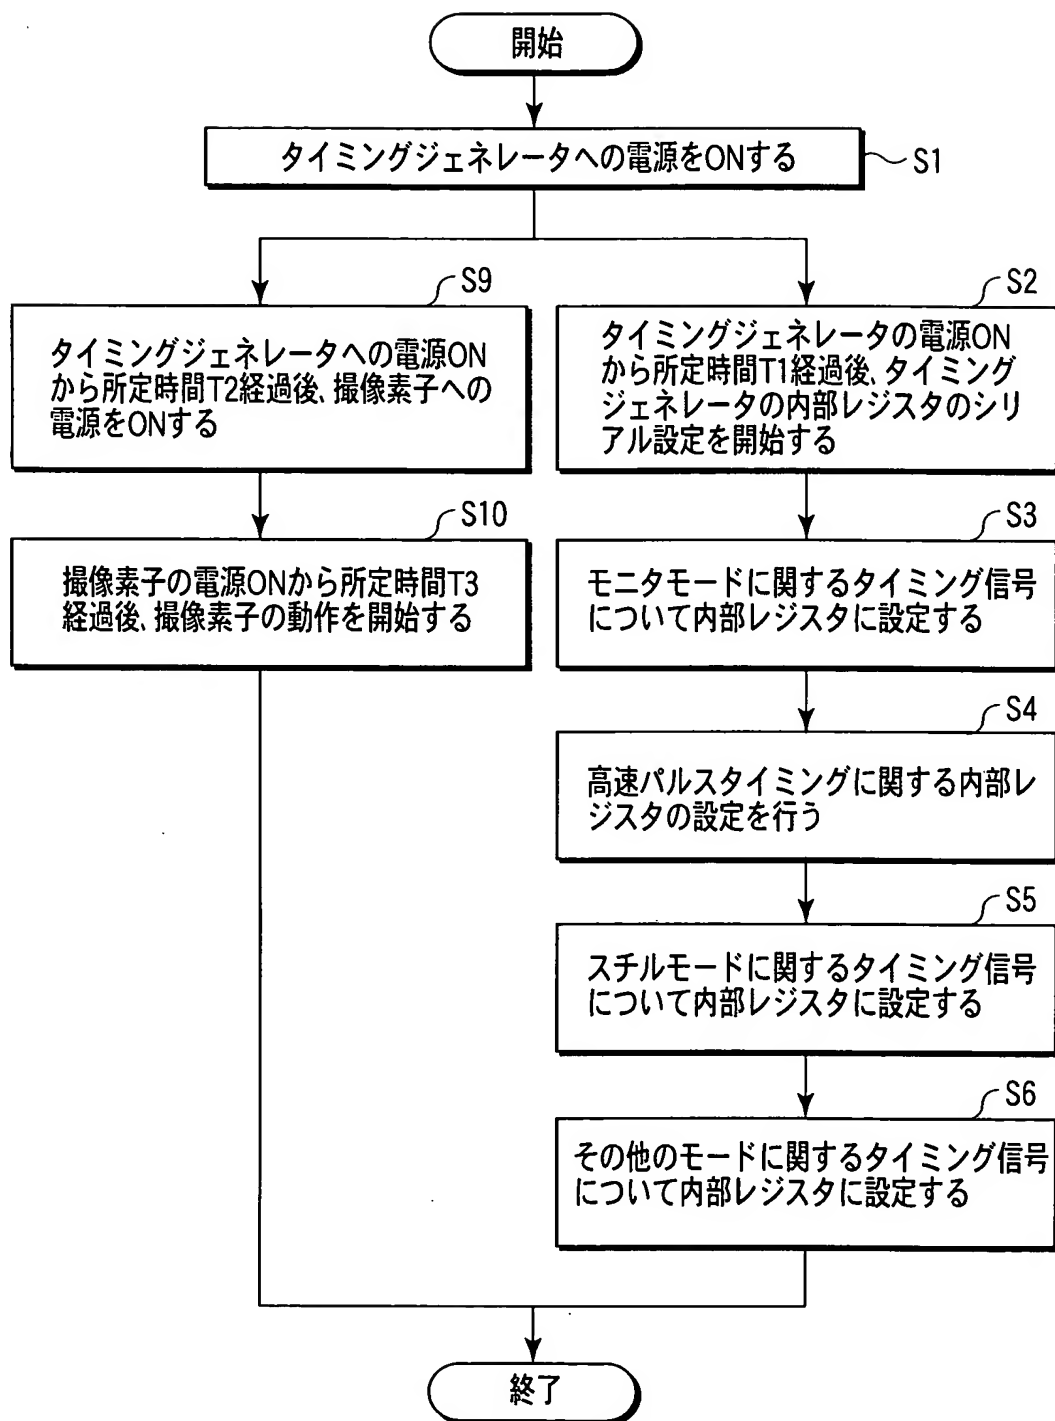 開始
タイミングジェネレータへの電源をONする
S1
S9
タイミングジェネレータへの電源ON
から所定時間T2経過後、撮像素子への
電源をONする
S10
撮像素子の電源ONから所定時間T3
経過後、撮像素子の動作を開始する
S2
タイミングジェネレータの電源ON
から所定時間T1経過後、タイミング
ジェネレータの内部レジスタのシリ
アル設定を開始する
S3
モニタモードに関するタイミング信号
について内部レジスタに設定する
S4
高速パルスタイミングに関する内部レ
ジスタの設定を行う
S5
スチルモードに関するタイミング信号
について内部レジスタに設定する
S6
その他のモードに関するタイミング信号
について内部レジスタに設定する
終了